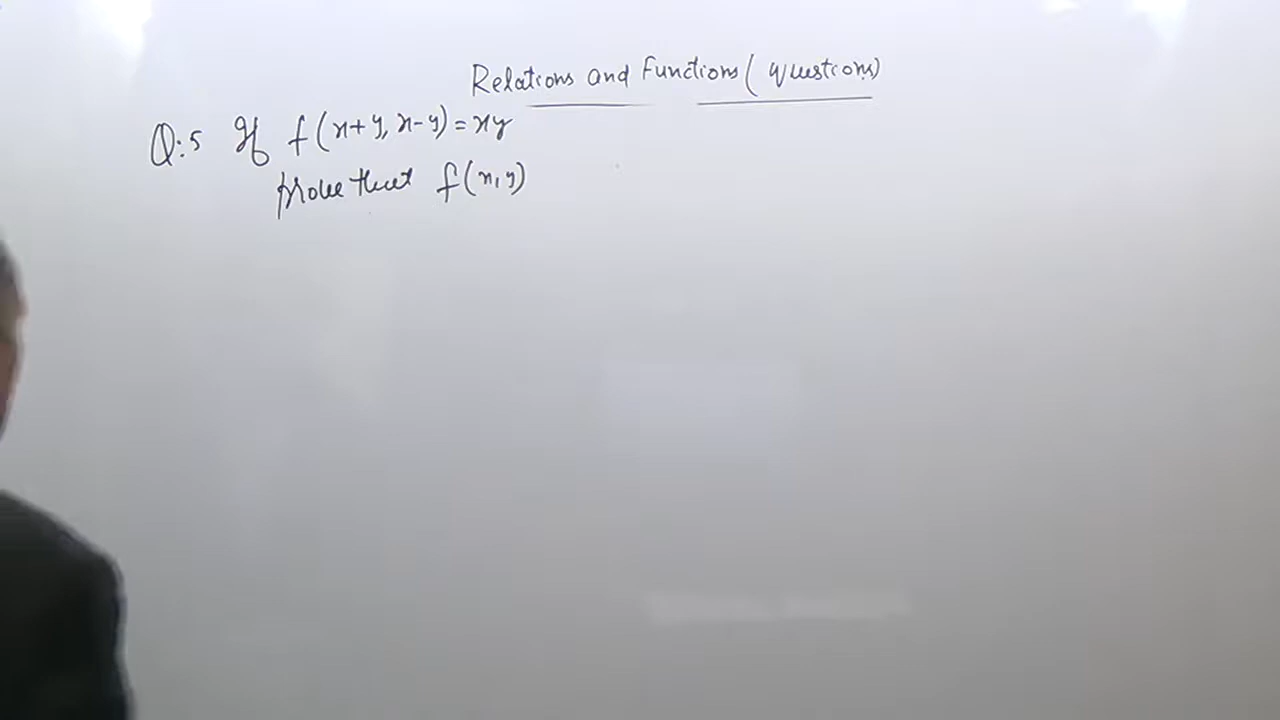 Relations and Functions (Questions)
Q:5 If f(x+y, x-y) = xy
prove that f(x, y)